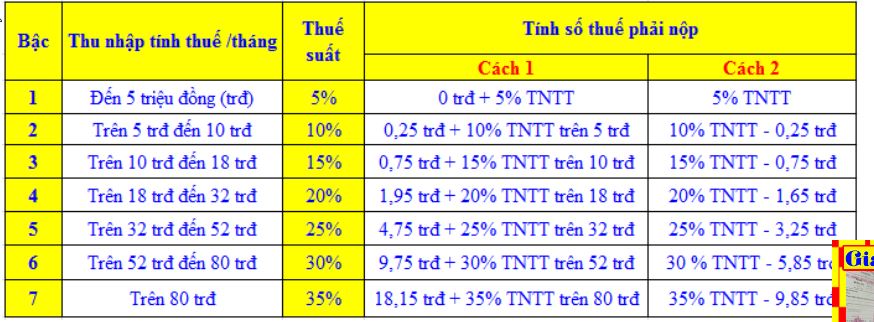 Bậc Thu nhập tính thuế /tháng Thuế suất Tính số thuế phải nộp
Cách 1 Cách 2
1 Đến 5 triệu đồng (trđ) 5% 0 trđ + 5% TNTT 5% TNTT
2 Trên 5 trđ đến 10 trđ 10% 0,25 trđ + 10% TNTT trên 5 trđ 10% TNTT - 0,25 trđ
3 Trên 10 trđ đến 18 trđ 15% 0,75 trđ + 15% TNTT trên 10 trđ 15% TNTT - 0,75 trđ
4 Trên 18 trđ đến 32 trđ 20% 1,95 trđ + 20% TNTT trên 18 trđ 20% TNTT - 1,65 trđ
5 Trên 32 trđ đến 52 trđ 25% 4,75 trđ + 25% TNTT trên 32 trđ 25% TNTT - 3,25 trđ
6 Trên 52 trđ đến 80 trđ 30% 9,75 trđ + 30% TNTT trên 52 trđ 30 % TNTT - 5,85 trđ
7 Trên 80 trđ 35% 18,15 trđ + 35% TNTT trên 80 trđ 35% TNTT - 9,85 trđ